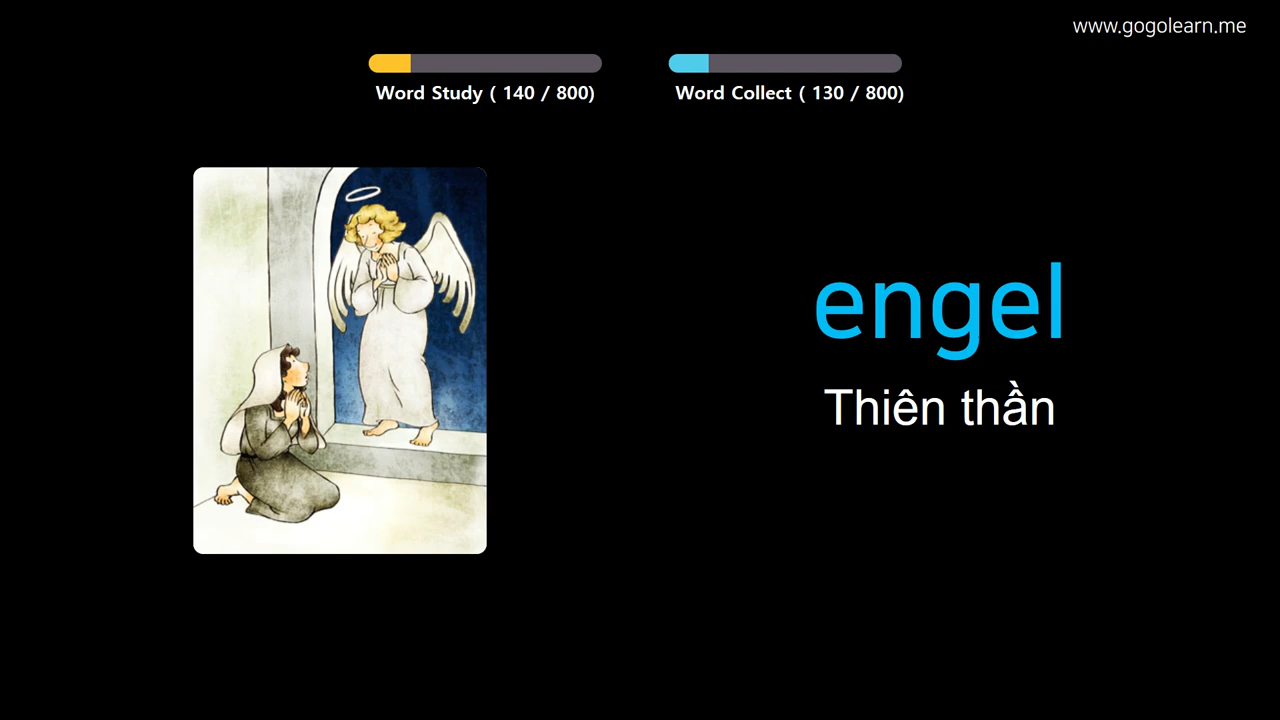 www.gogolearn.me
Word Study ( 140 / 800)
Word Collect ( 130 / 800)
engel
Thiên thần